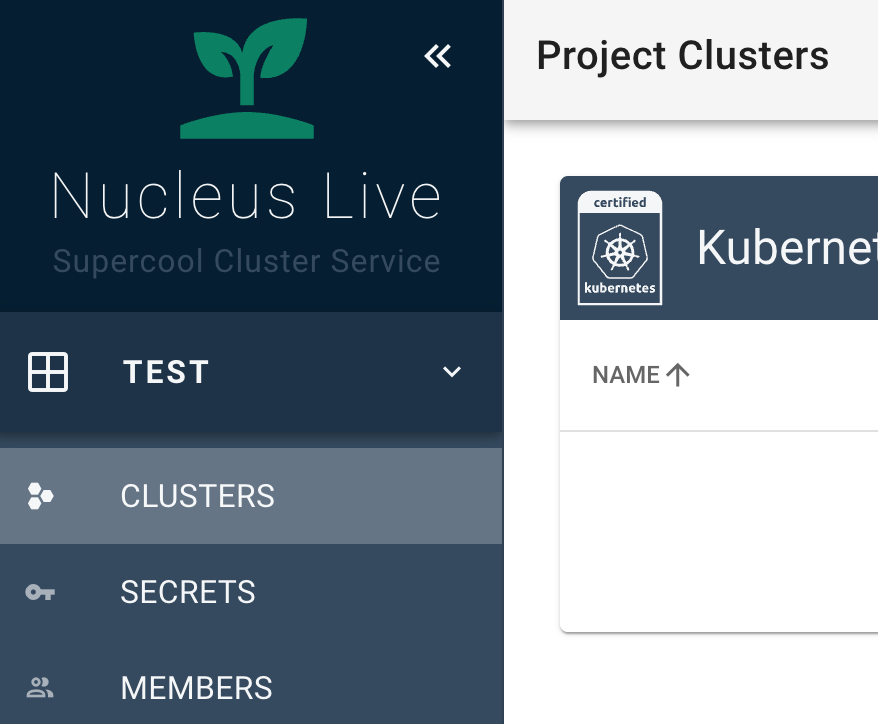 Nucleus Live
Supercool Cluster Service
TEST
CLUSTERS
SECRETS
MEMBERS
Project Clusters
certified
kubernetes
Kubernet
NAME